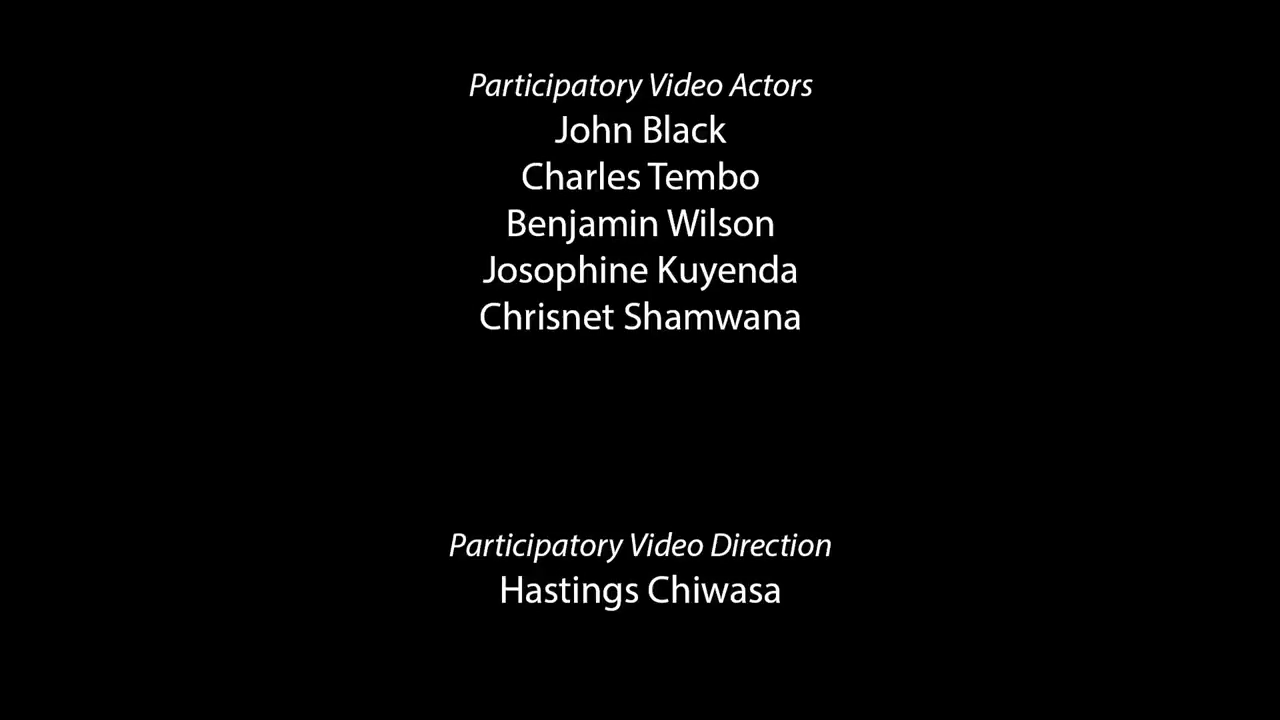 Participatory Video Actors
John Black
Charles Tembo
Benjamin Wilson
Josophine Kuyenda
Chrisnet Shamwana
Participatory Video Direction
Hastings Chiwasa